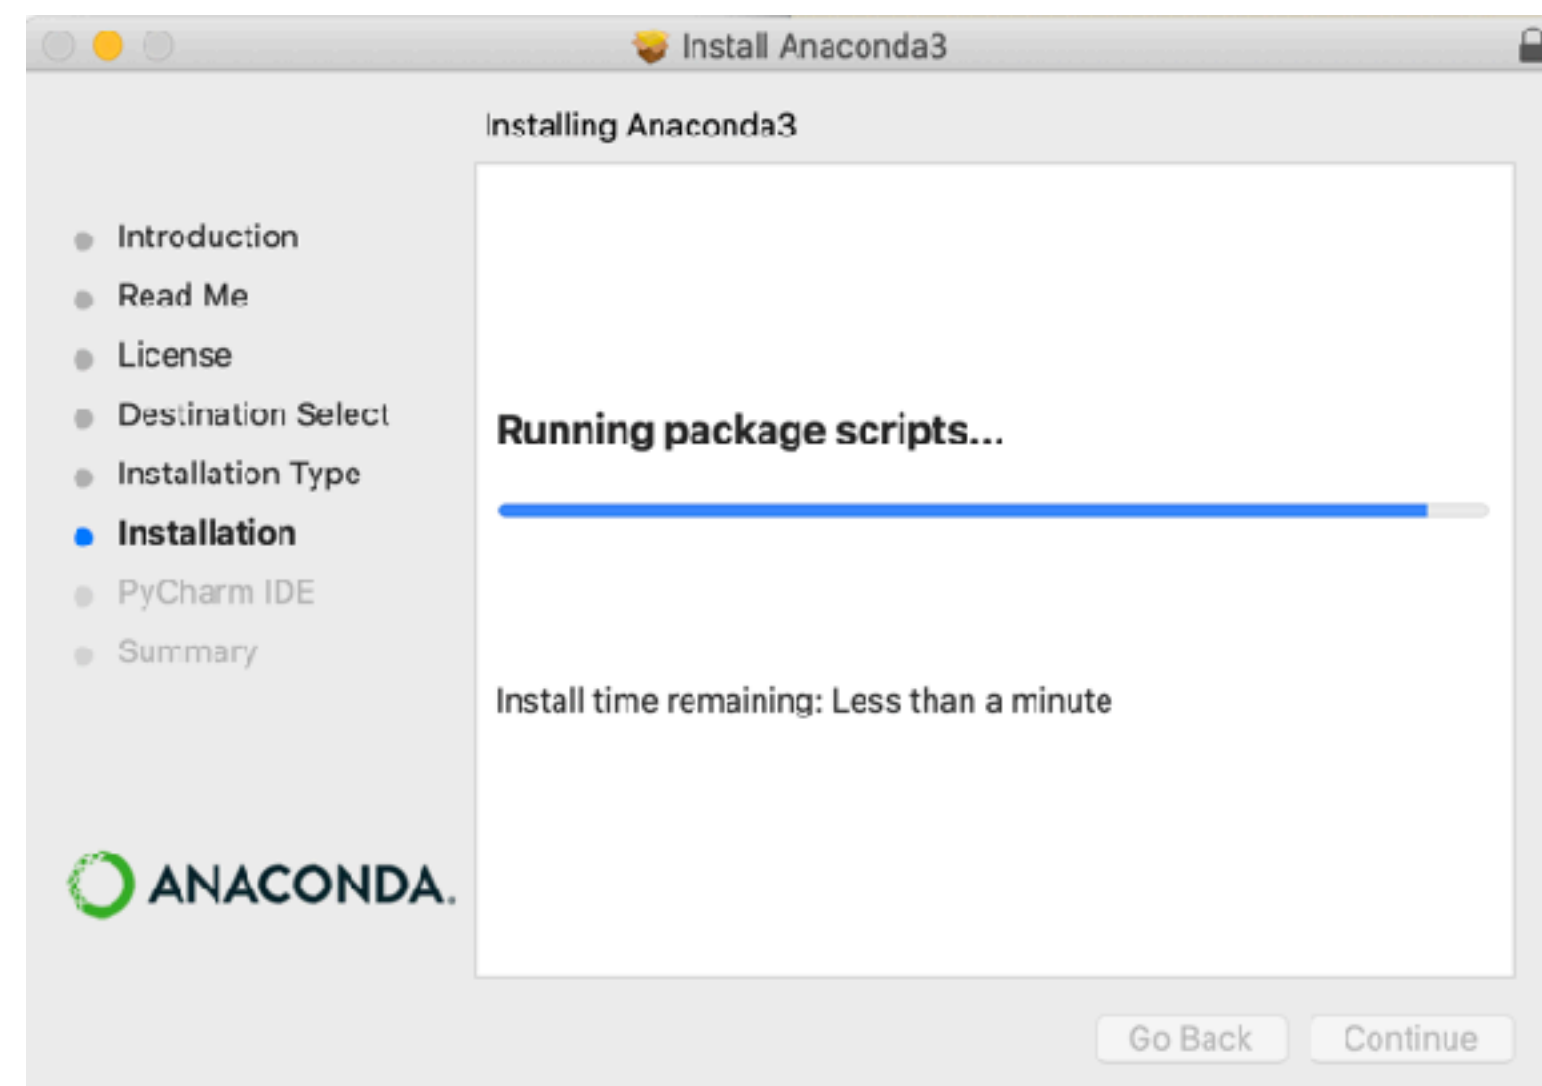 Install Anaconda3
Installing Anaconda3
Introduction
Read Me
License
Destination Select
Installation Type
Installation
PyCharm IDE
Summary
Running package scripts...
Install time remaining: Less than a minute
ANACONDA.
Go Back
Continue